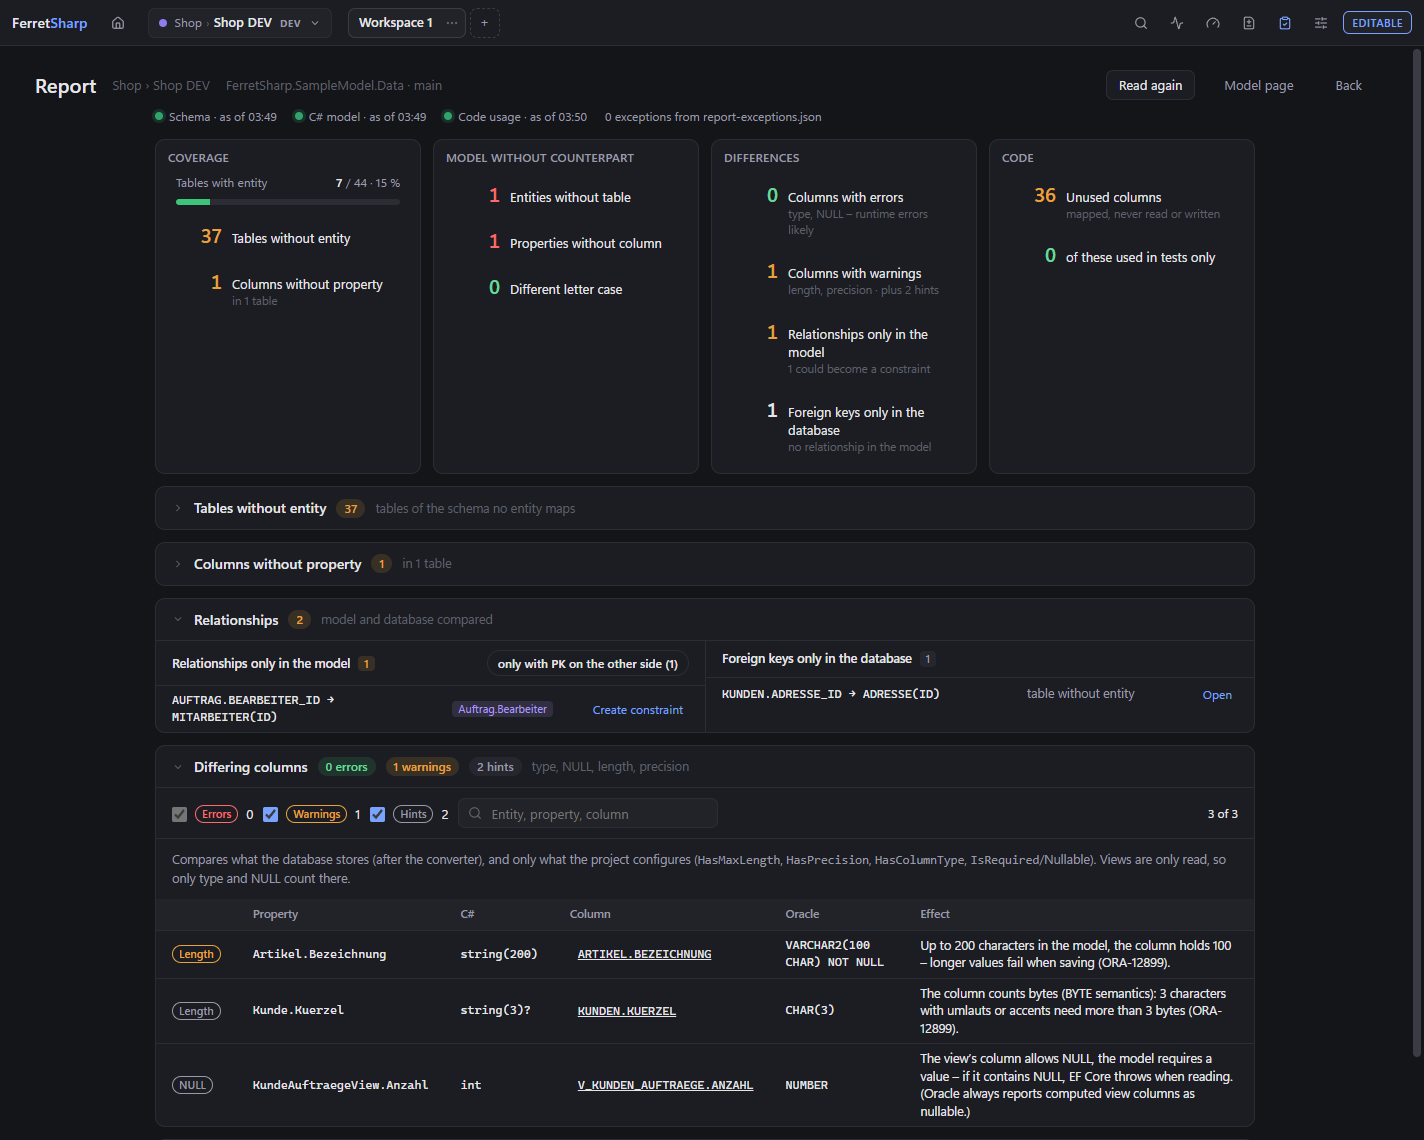 FerretSharp
Shop › Shop DEV DEV
Workspace 1 ···
+
EDITABLE
Report
Shop › Shop DEV
FerretSharp.SampleModel.Data · main
Read again
Model page
Back
Schema · as of 03:49
C# model · as of 03:49
Code usage · as of 03:50
0 exceptions from report-exceptions.json
COVERAGE
Tables with entity
7 / 44 · 15 %
37 Tables without entity
1 Columns without property
in 1 table
MODEL WITHOUT COUNTERPART
1 Entities without table
1 Properties without column
0 Different letter case
DIFFERENCES
0 Columns with errors
type, NULL – runtime errors
likely
1 Columns with warnings
length, precision · plus 2 hints
1 Relationships only in the
model
1 could become a constraint
1 Foreign keys only in the
database
no relationship in the model
CODE
36 Unused columns
mapped, never read or written
0 of these used in tests only
Tables without entity 37 tables of the schema no entity maps
Columns without property 1 in 1 table
Relationships 2 model and database compared
Relationships only in the model 1
only with PK on the other side (1)
AUFTRAG.BEARBEITER_ID →
MITARBEITER(ID)
Auftrag.Bearbeiter
Create constraint
Foreign keys only in the database 1
KUNDEN.ADRESSE_ID → ADRESSE(ID)
table without entity
Open
Differing columns 0 errors 1 warnings 2 hints type, NULL, length, precision
Errors 0 Warnings 1 Hints 2
Entity, property, column
3 of 3
Compares what the database stores (after the converter), and only what the project configures (HasMaxLength, HasPrecision, HasColumnType, IsRequired/Nullable). Views are only read, so
only type and NULL count there.
Property C# Column Oracle Effect
Length
Artikel.Bezeichnung
string(200)
ARTIKEL.BEZEICHNUNG
VARCHAR2(100
CHAR) NOT NULL
Up to 200 characters in the model, the column holds 100
– longer values fail when saving (ORA-12899).
Length
Kunde.Kuerzel
string(3)?
KUNDEN.KUERZEL
CHAR(3)
The column counts bytes (BYTE semantics): 3 characters
with umlauts or accents need more than 3 bytes (ORA-
12899).
NULL
KundeAuftraegeView.Anzahl
int
V_KUNDEN_AUFTRAEGE.ANZAHL
NUMBER
The view's column allows NULL, the model requires a
value – if it contains NULL, EF Core throws when reading.
(Oracle always reports computed view columns as
nullable.)